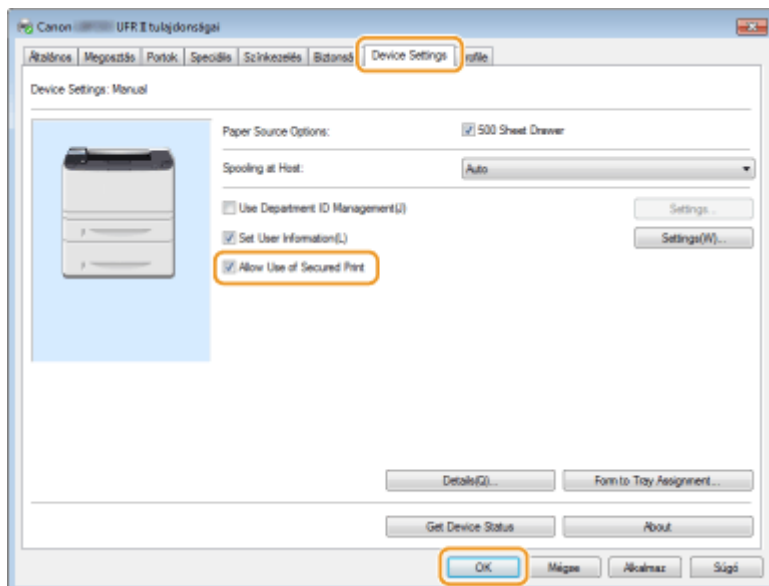 Canon UFR II tulajdonságai
Általános Megosztás Portok Speciális Színkezelés Biztonsá Device Settings rofile
Device Settings: Manual
Paper Source Options: 500 Sheet Drawer
Spooling at Host: Auto
Use Department ID Management(J) Settings...
Set User Information(L) Settings(W)...
Allow Use of Secured Print
Details(Q)... Form to Tray Assignment...
Get Device Status About
OK Mégse Alkalmaz Súgó